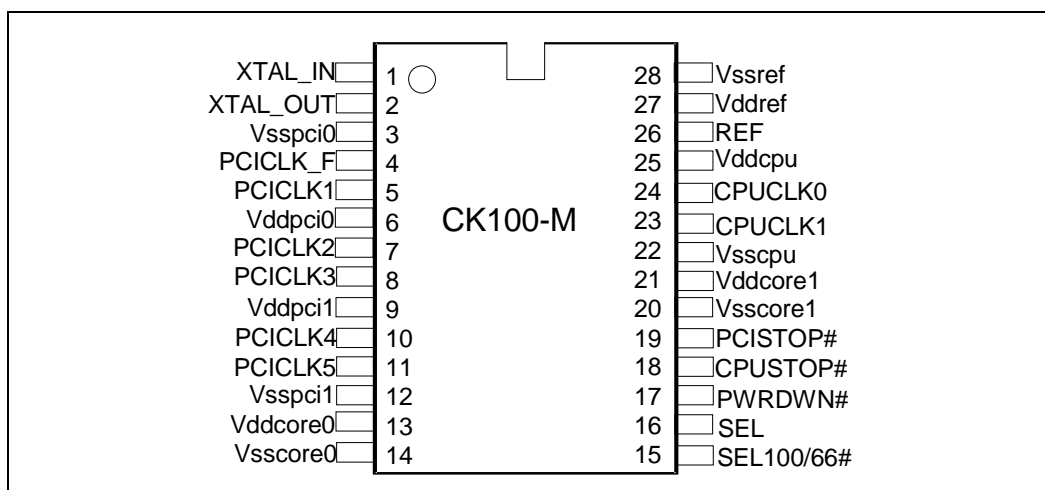 XTAL_IN 1 28 Vssref
XTAL_OUT 2 27 Vddref
Vsspci0 3 26 REF
PCICLK_F 4 25 Vddcpu
PCICLK1 5 24 CPUCLK0
Vddpci0 6 CK100-M 23 CPUCLK1
PCICLK2 7 22 Vsscpu
PCICLK3 8 21 Vddcore1
Vddpci1 9 20 Vsscore1
PCICLK4 10 19 PCISTOP#
PCICLK5 11 18 CPUSTOP#
Vsspci1 12 17 PWRDWN#
Vddcore0 13 16 SEL
Vsscore0 14 15 SEL100/66#